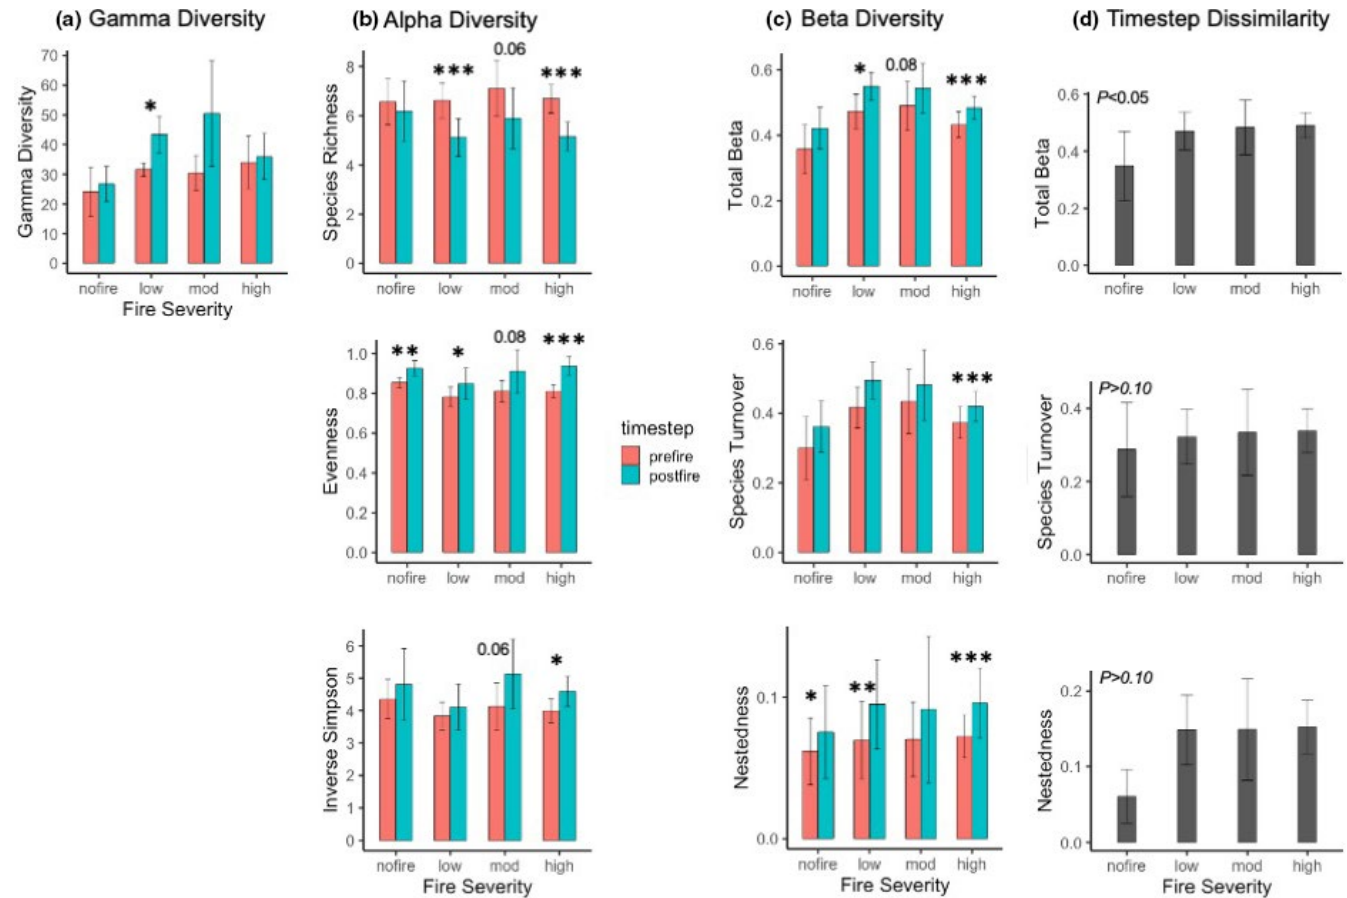 (a) Gamma Diversity
70
60
50
40
30
20
10
0
Gamma Diversity
*
nofire low mod high
Fire Severity
(b) Alpha Diversity
8
6
4
2
0
Species Richness
*** 0.06 ***
nofire low mod high
1.0
0.8
0.6
0.4
0.2
0.0
Evenness
** * 0.08 ***
nofire low mod high
6
5
4
3
2
1
0
Inverse Simpson
0.06 *
nofire low mod high
Fire Severity
timestep
prefire
postfire
(c) Beta Diversity
0.6
0.4
0.2
0.0
Total Beta
* 0.08 ***
nofire low mod high
0.6
0.4
0.2
0.0
Species Turnover
***
nofire low mod high
0.1
0.0
Nestedness
* ** ***
nofire low mod high
Fire Severity
(d) Timestep Dissimilarity
0.6
0.4
0.2
0.0
Total Beta
P<0.05
nofire low mod high
0.4
0.2
0.0
Species Turnover
P>0.10
nofire low mod high
0.2
0.1
0.0
Nestedness
P>0.10
nofire low mod high
Fire Severity